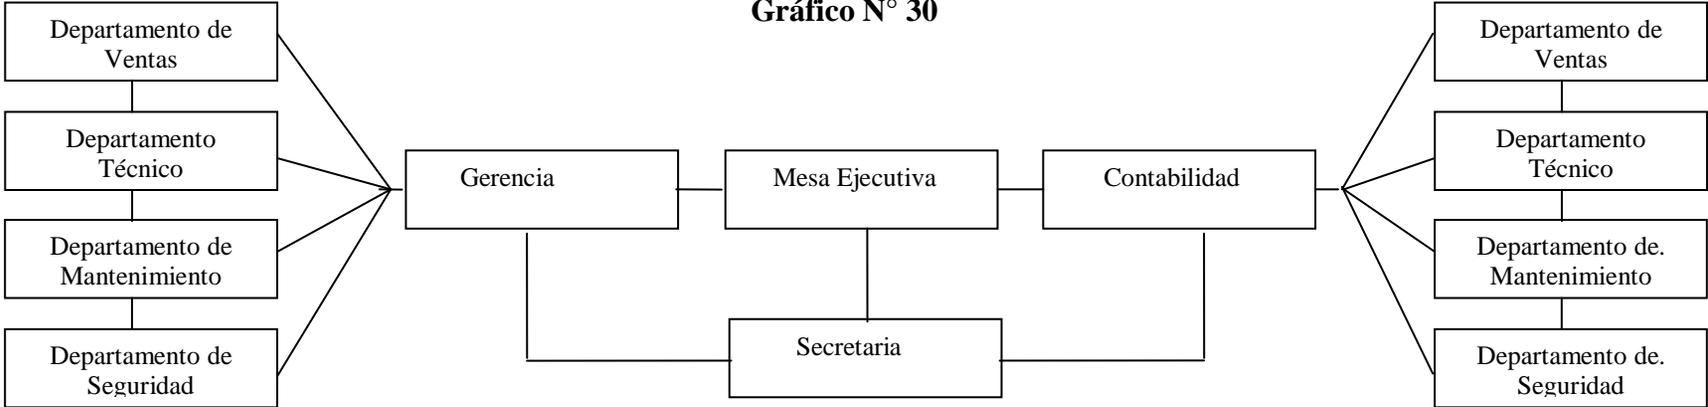 Gráfico N° 30
Departamento de
Ventas
Departamento
Técnico
Departamento de
Mantenimiento
Departamento de
Seguridad
Gerencia
Mesa Ejecutiva
Contabilidad
Secretaria
Departamento de
Ventas
Departamento
Técnico
Departamento de.
Mantenimiento
Departamento de.
Seguridad